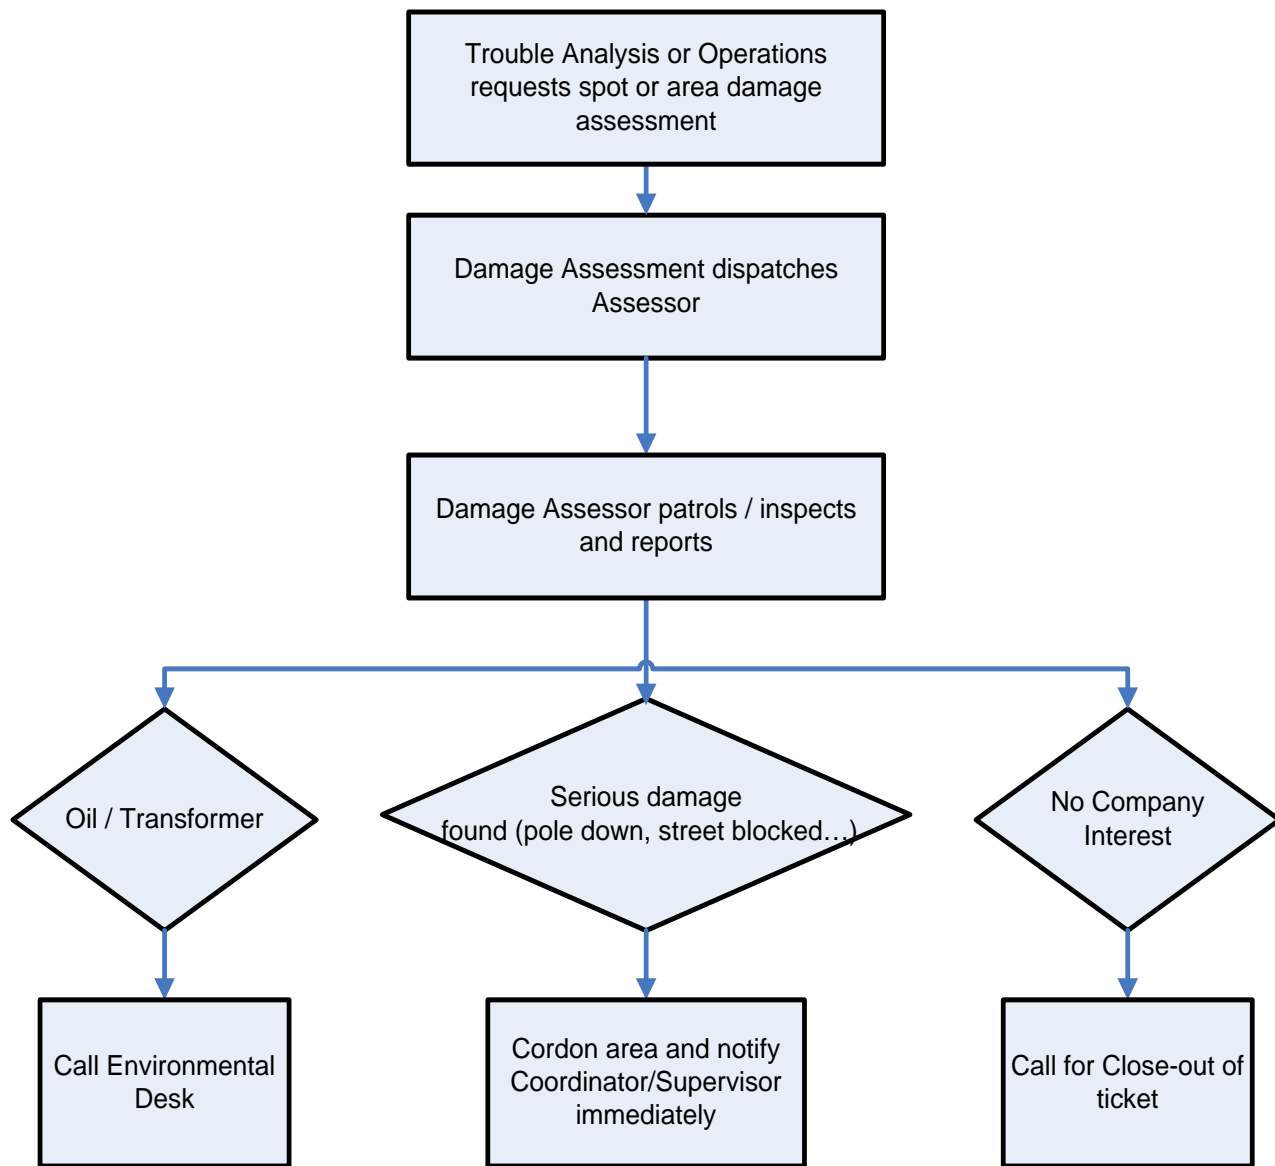 Trouble Analysis or Operations
requests spot or area damage
assessment
Damage Assessment dispatches
Assessor
Damage Assessor patrols / inspects
and reports
Oil / Transformer
Serious damage
found (pole down, street blocked…)
No Company
Interest
Call Environmental
Desk
Cordon area and notify
Coordinator/Supervisor
immediately
Call for Close-out of
ticket